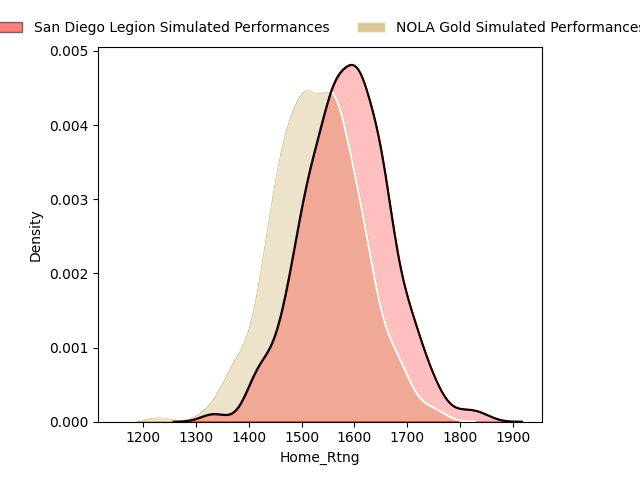 San Diego Legion Simulated Performances NOLA Gold Simulated Performances
0.005
0.004
0.003
0.002
0.001
0.000
Density
1200 1300 1400 1500 1600 1700 1800 1900
Home_Rtng